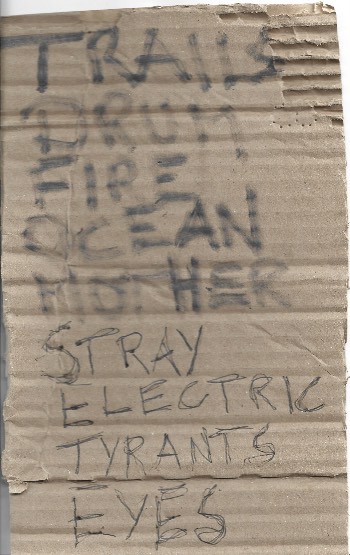 TRAILS
DRUM
FIRE
OCEAN
MOTHER
STRAY
ELECTRIC
TYRANTS
EYES